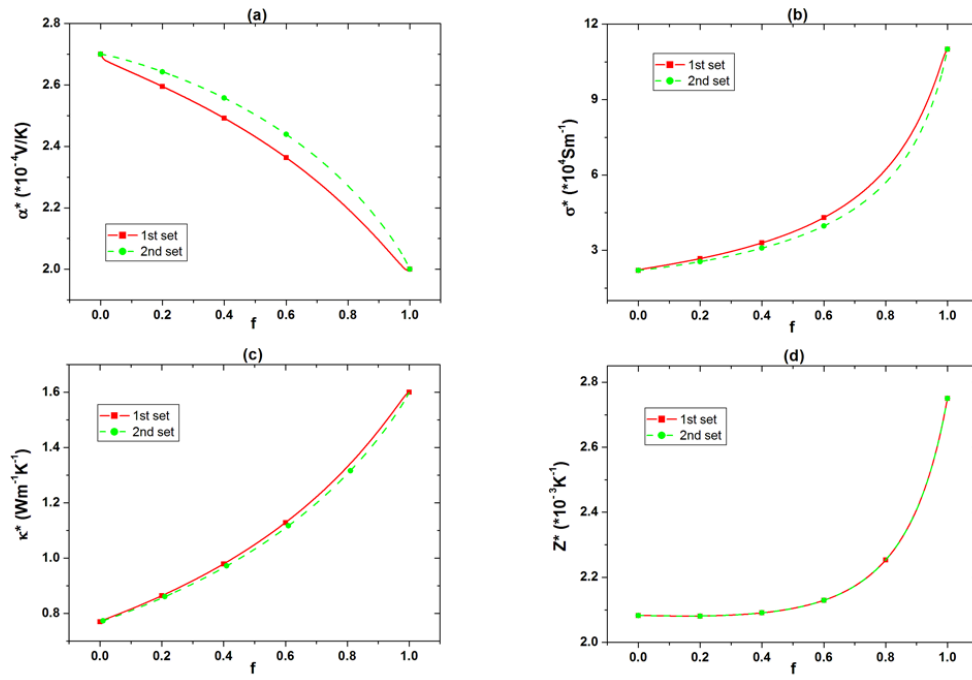 (a)
2.8
2.6
2.4
2.2
2.0
α* (*10⁻⁴V/K)
1st set
2nd set
0.0 0.2 0.4 0.6 0.8 1.0
f
(b)
12
9
6
3
σ* (*10⁴Sm⁻¹)
1st set
2nd set
0.0 0.2 0.4 0.6 0.8 1.0
f
(c)
1.6
1.4
1.2
1.0
0.8
κ* (Wm⁻¹K⁻¹)
1st set
2nd set
0.0 0.2 0.4 0.6 0.8 1.0
f
(d)
2.8
2.6
2.4
2.2
2.0
Z* (*10⁻³K⁻¹)
1st set
2nd set
0.0 0.2 0.4 0.6 0.8 1.0
f